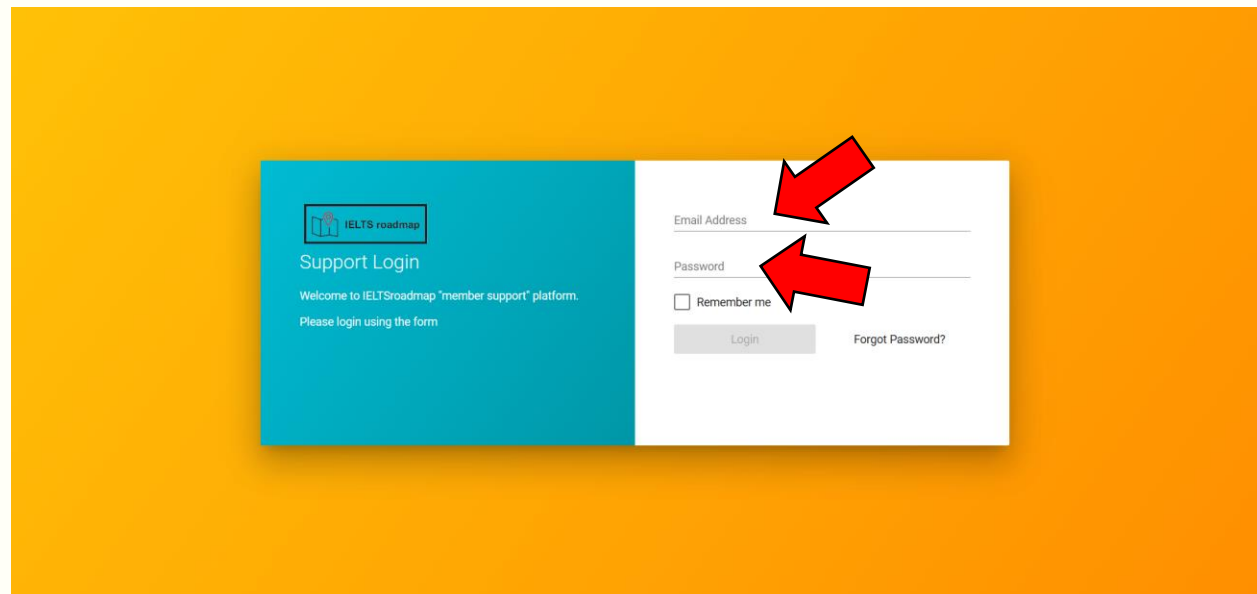 IELTS roadmap
Support Login
Welcome to IELTSroadmap "member support" platform.
Please login using the form
Email Address
Password
Remember me
Login
Forgot Password?